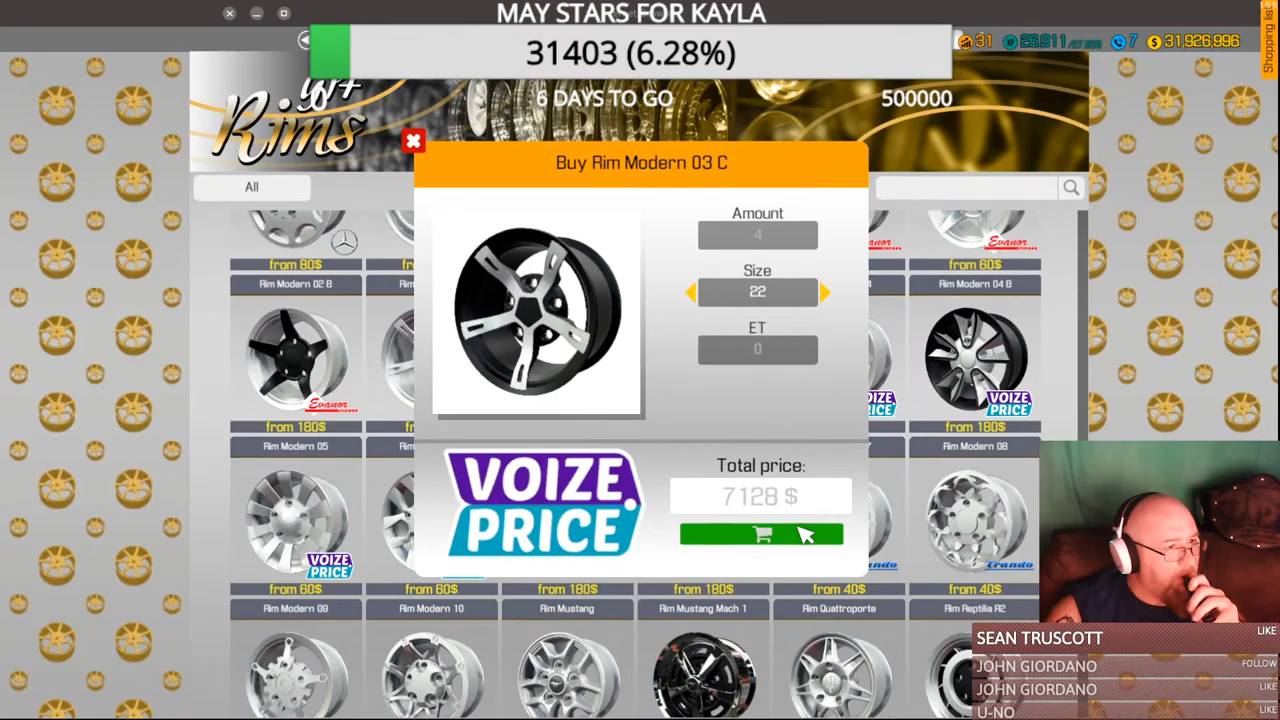 MAY STARS FOR KAYLA
31403 (6.28%)
6 DAYS TO GO
500000
31
26,911
7
$ 31,926,996
Shopping list
Rims
Buy Rim Modern 03 C
All
Amount
4
Size
22
ET
0
VOIZE.
PRICE
Total price:
7128 $
from 80$
from 60$
Rim Modern 02 B
Rim Modern 04 B
Evanor
Evanor
VOIZE
PRICE
from 180$
from 180$
Rim Modern 05
Rim Modern 08
VOIZE
PRICE
from 60$
from 60$
from 180$
from 180$
from 40$
from 40$
Rim Modern 09
Rim Modern 10
Rim Mustang
Rim Mustang Mach 1
Rim Quattroporte
Rim Reptilia R2
SEAN TRUSCOTT
LIKE
JOHN GIORDANO
FOLLOW
JOHN GIORDANO
LIKE
U-NO
LIKE